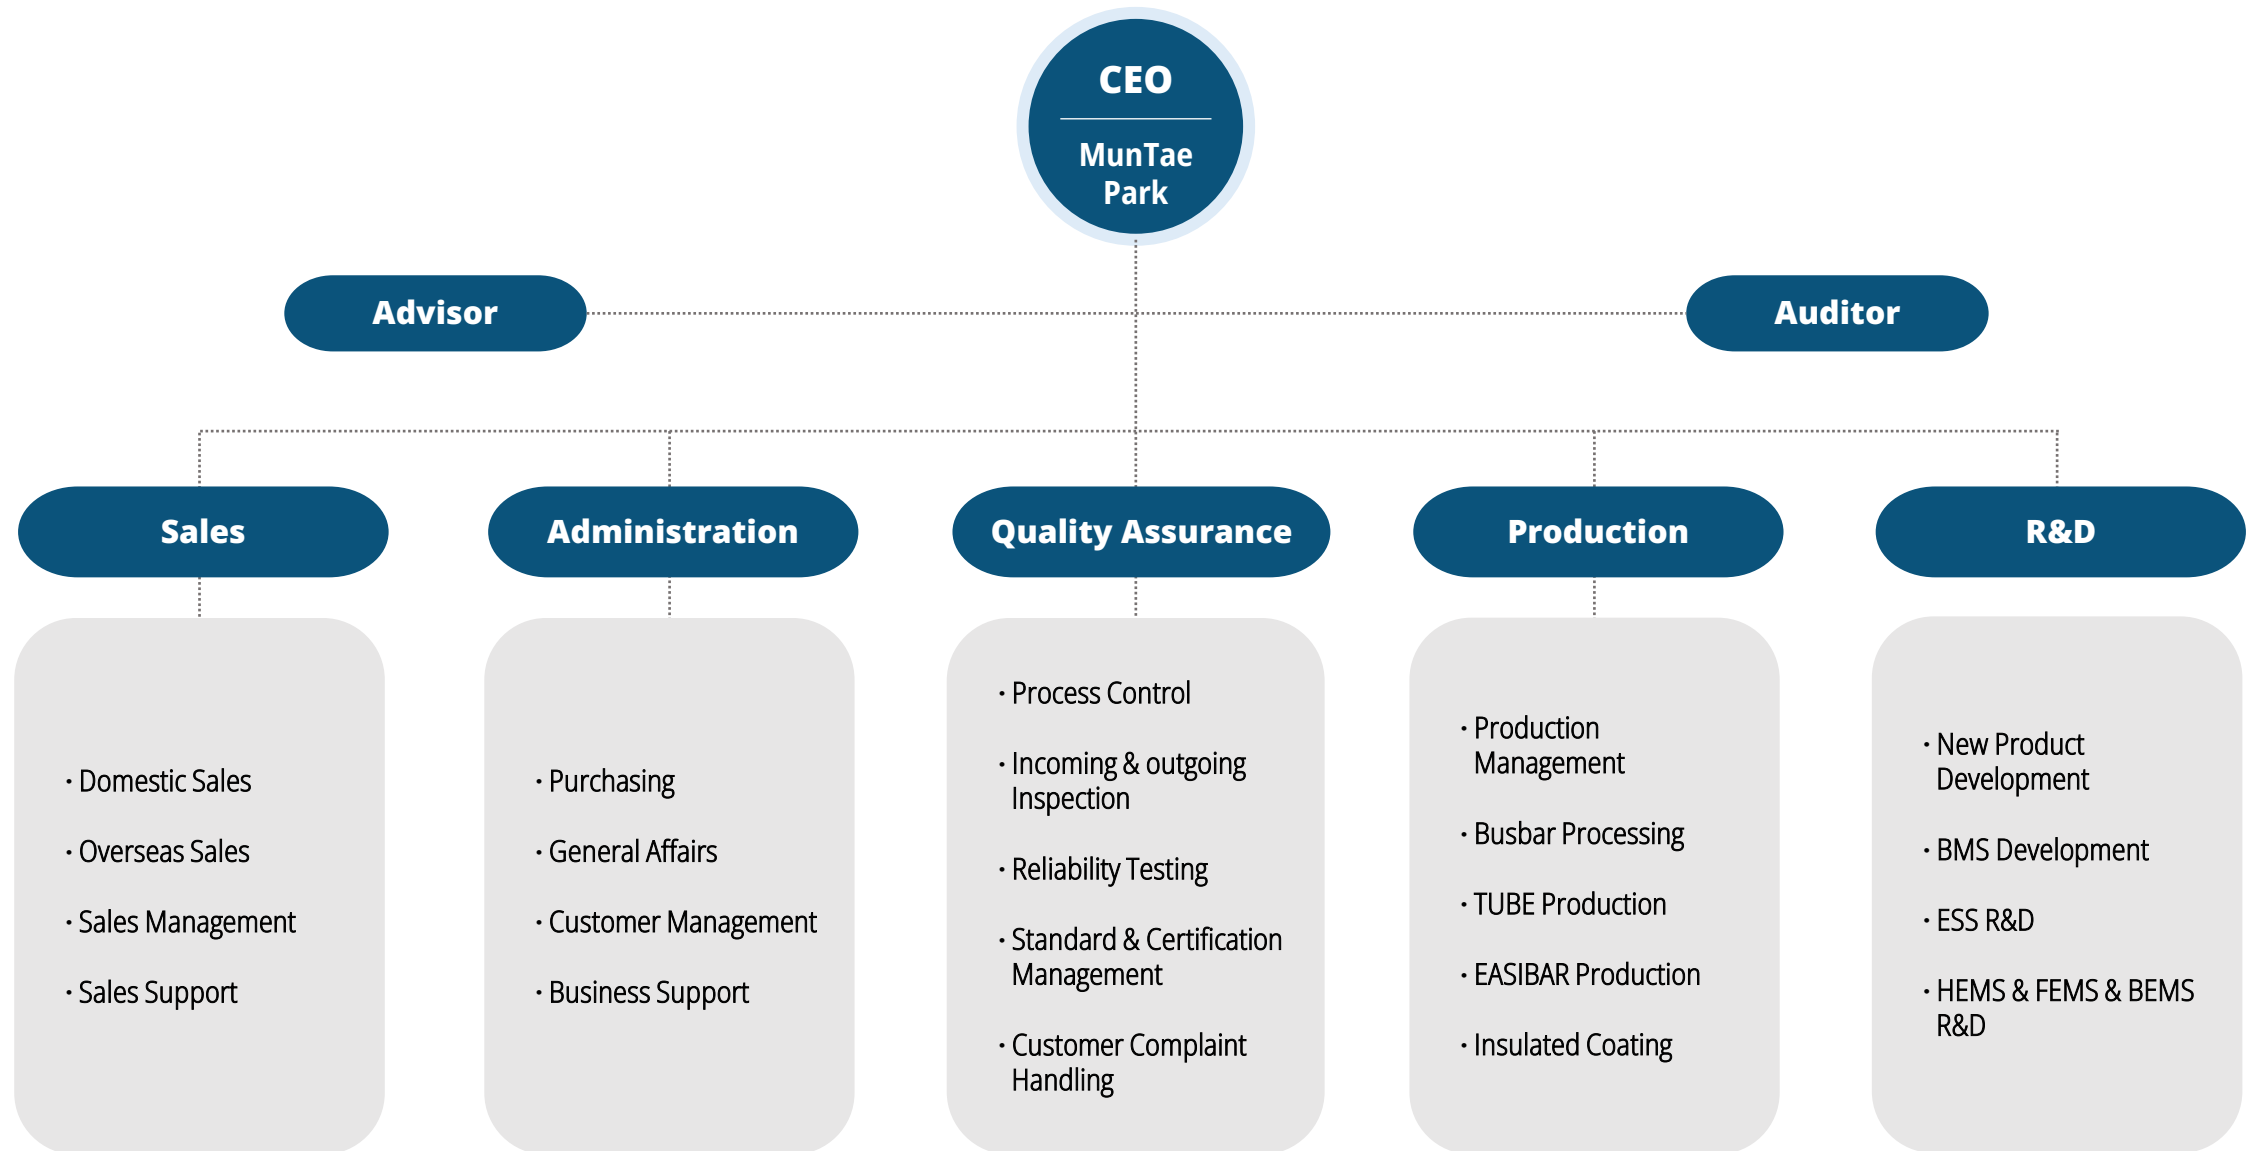 CEO
MunTae
Park
Advisor
Auditor
Sales
Administration
Quality Assurance
Production
R&D
· Domestic Sales
· Overseas Sales
· Sales Management
· Sales Support
· Purchasing
· General Affairs
· Customer Management
· Business Support
· Process Control
· Incoming & outgoing
Inspection
· Reliability Testing
· Standard & Certification
Management
· Customer Complaint
Handling
· Production
Management
· Busbar Processing
· TUBE Production
· EASIBAR Production
· Insulated Coating
· New Product
Development
· BMS Development
· ESS R&D
· HEMS & FEMS & BEMS
R&D